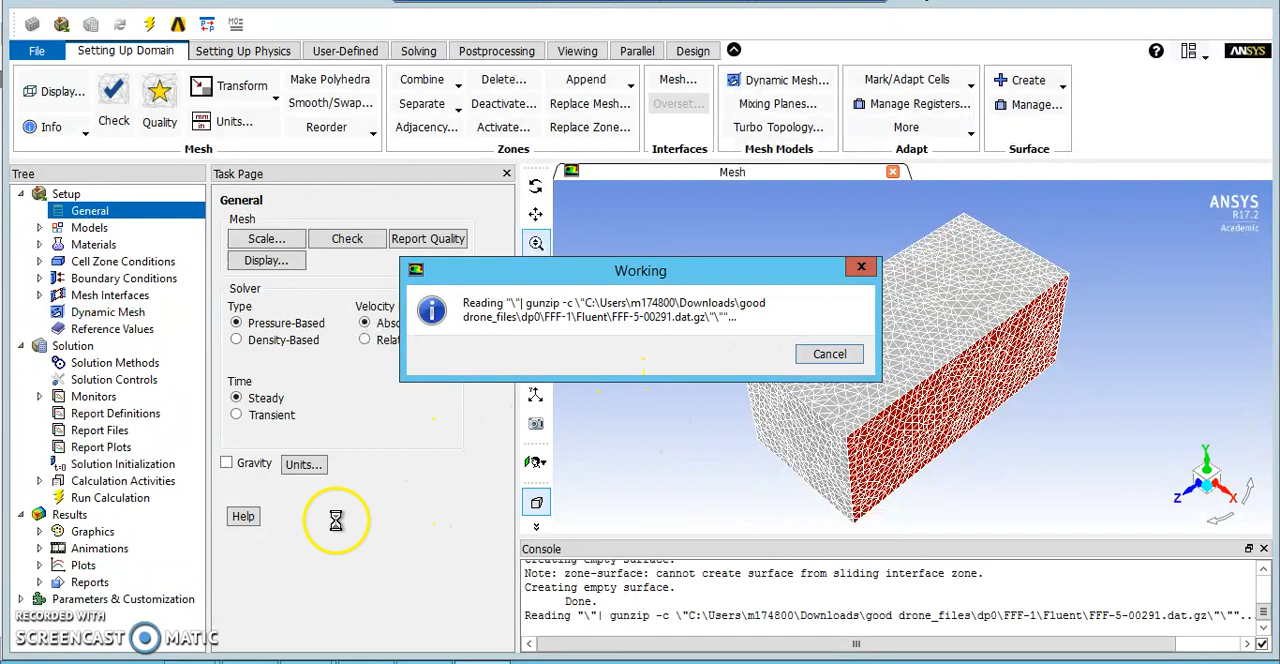 File
Setting Up Domain
Setting Up Physics
User-Defined
Solving
Postprocessing
Viewing
Parallel
Design
ANSYS
Display...
Info
Check
Quality
Transform
Units...
Make Polyhedra
Smooth/Swap...
Reorder
Mesh
Combine
Separate
Adjacency...
Delete...
Deactivate...
Activate...
Append
Replace Mesh...
Replace Zone...
Zones
Mesh...
Overset...
Interfaces
Dynamic Mesh...
Mixing Planes...
Turbo Topology...
Mesh Models
Mark/Adapt Cells
Manage Registers...
More
Adapt
Create
Manage...
Surface
Tree
Setup
General
Models
Materials
Cell Zone Conditions
Boundary Conditions
Mesh Interfaces
Dynamic Mesh
Reference Values
Solution
Solution Methods
Solution Controls
Monitors
Report Definitions
Report Files
Report Plots
t=0
Solution Initialization
Calculation Activities
Run Calculation
Results
Graphics
Animations
Plots
Reports
Parameters & Customization
Task Page
General
Mesh
Scale...
Check
Report Quality
Display...
Solver
Type
Pressure-Based
Density-Based
Velocity
Time
Steady
Transient
Gravity
Units...
Help
Mesh
ANSYS
R17.2
Academic
Working
Reading "\"| gunzip -c \"C:\Users\m174800\Downloads\good
drone_files\dp0\FFF-1\Fluent\FFF-5-00291.dat.gz\"\""...
Cancel
Y
Z
X
Console
Creating empty surface.
Note: zone-surface: cannot create surface from sliding interface zone.
Creating empty surface.
Done.
Reading "\"| gunzip -c \"C:\Users\m174800\Downloads\good drone_files\dp0\FFF-1\Fluent\FFF-5-00291.dat.gz\"\""...
RECORDED WITH
SCREENCAST MATIC